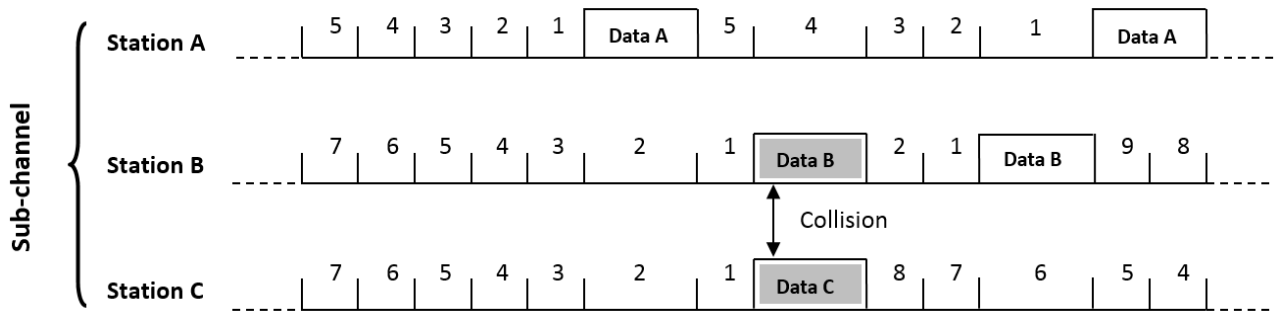 Station A 5 4 3 2 1 Data A 5 4 3 2 1 Data A
Sub-channel
Station B 7 6 5 4 3 2 1 Data B 2 1 Data B 9 8
Collision
Station C 7 6 5 4 3 2 1 Data C 8 7 6 5 4